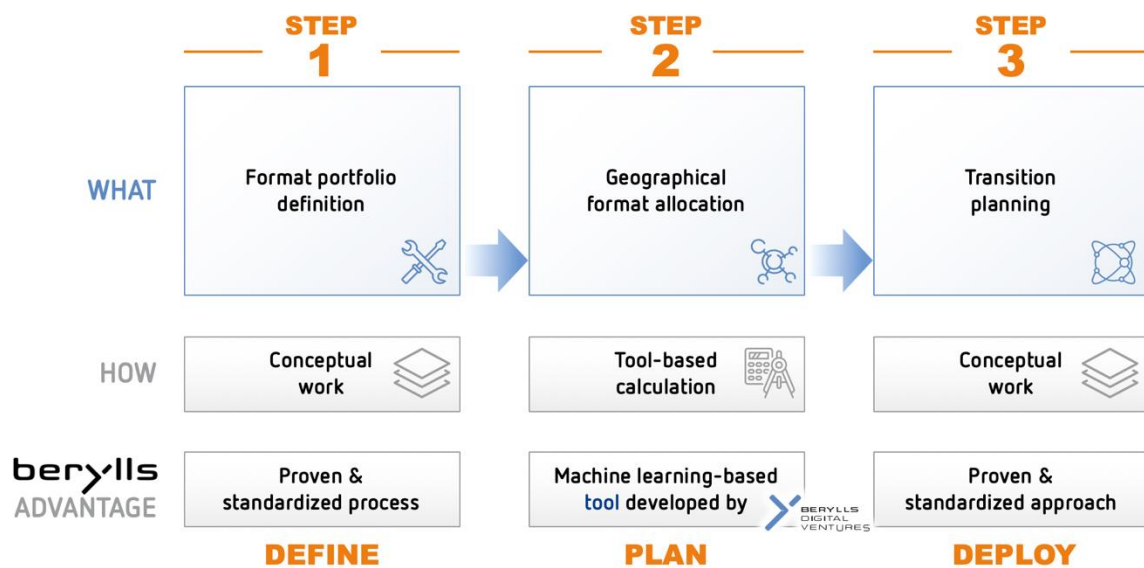 STEP
1
STEP
2
STEP
3
WHAT
Format portfolio
definition
Geographical
format allocation
Transition
planning
HOW
Conceptual
work
Tool-based
calculation
Conceptual
work
berylls
ADVANTAGE
Proven &
standardized process
Machine learning-based
tool developed by
BERYLLS
DIGITAL
VENTURES
Proven &
standardized approach
DEFINE
PLAN
DEPLOY